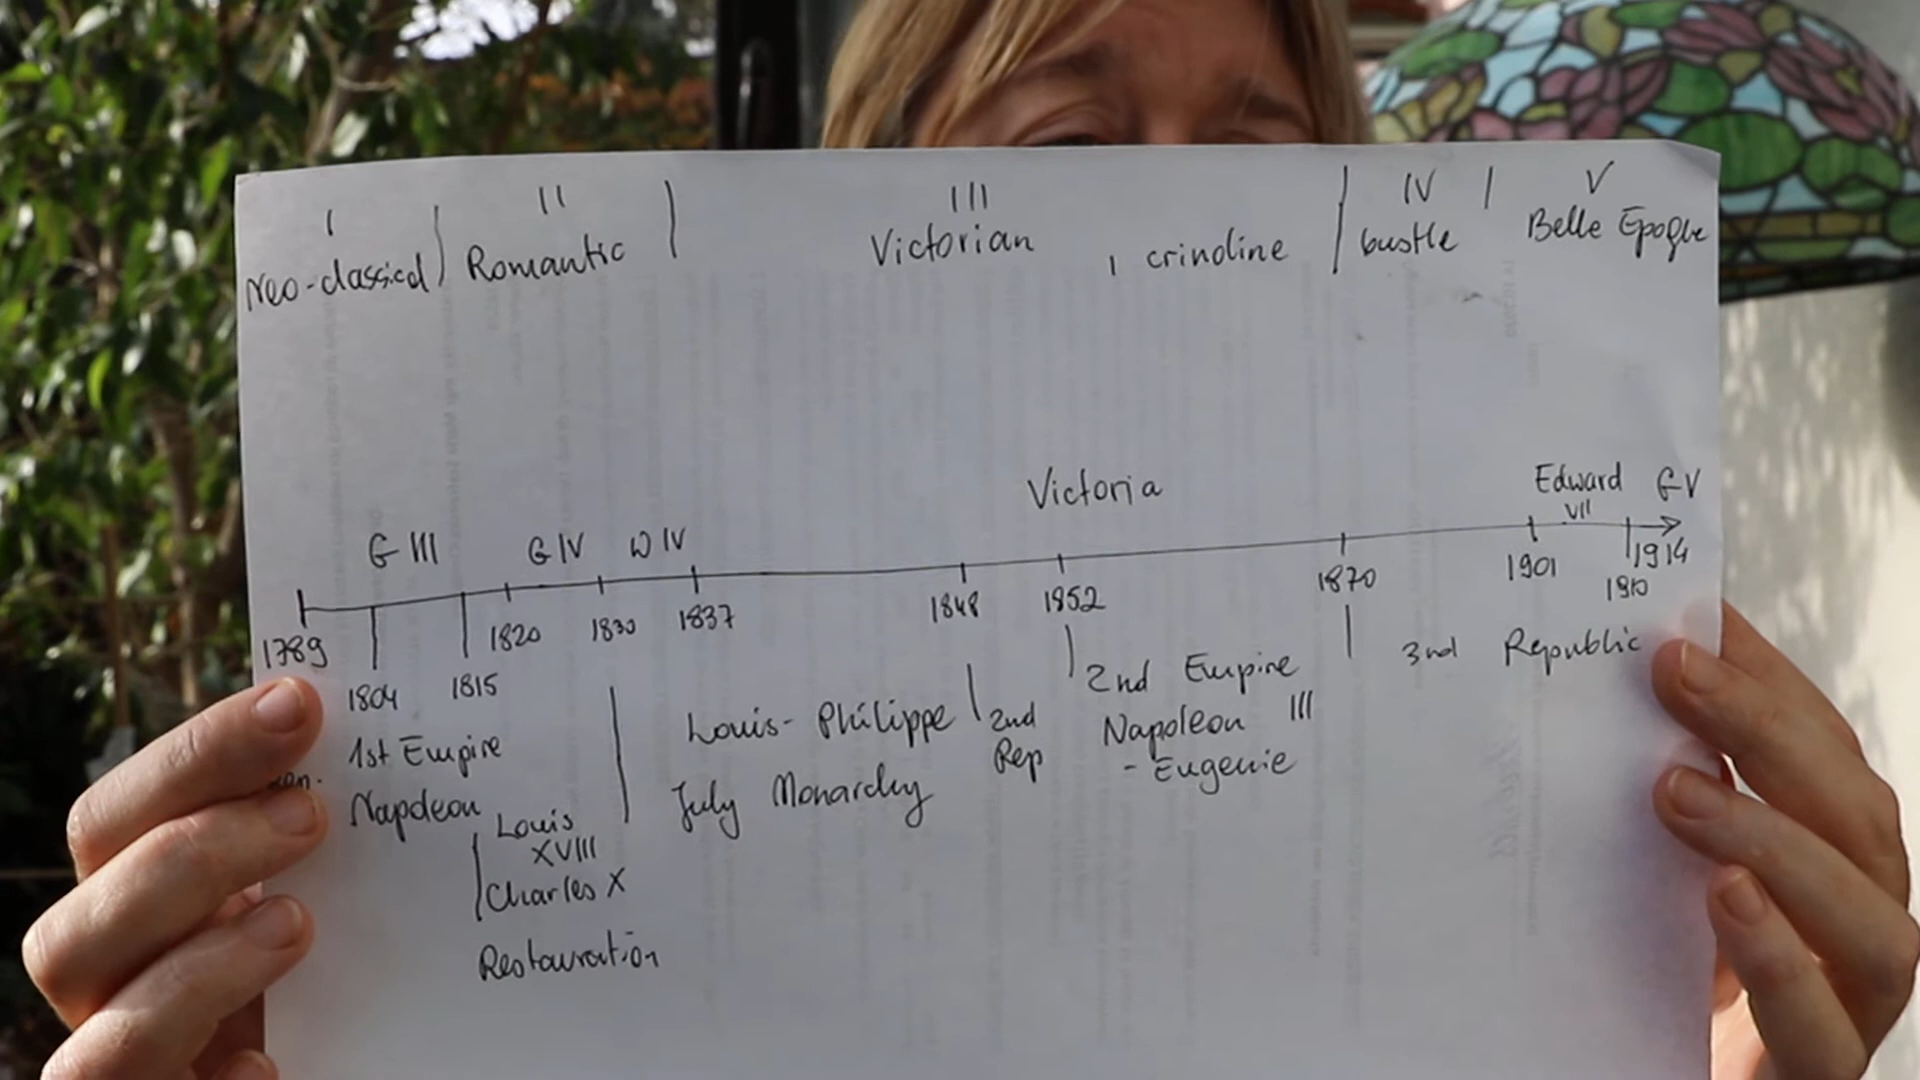 I II III IV V
Neo-classical Romantic Victorian crinoline bustle Belle Epoque
Victoria Edward VII G V
G III G IV W IV
1789 1804 1815 1820 1830 1837 1848 1852 1870 1901 1910 1914
1st Empire
Napoleon
Louis
XVIII
Charles X
Restauration
Louis-Philippe
July Monarchy
2nd
Rep
2nd Empire
Napoleon III
- Eugenie
3nd Republic